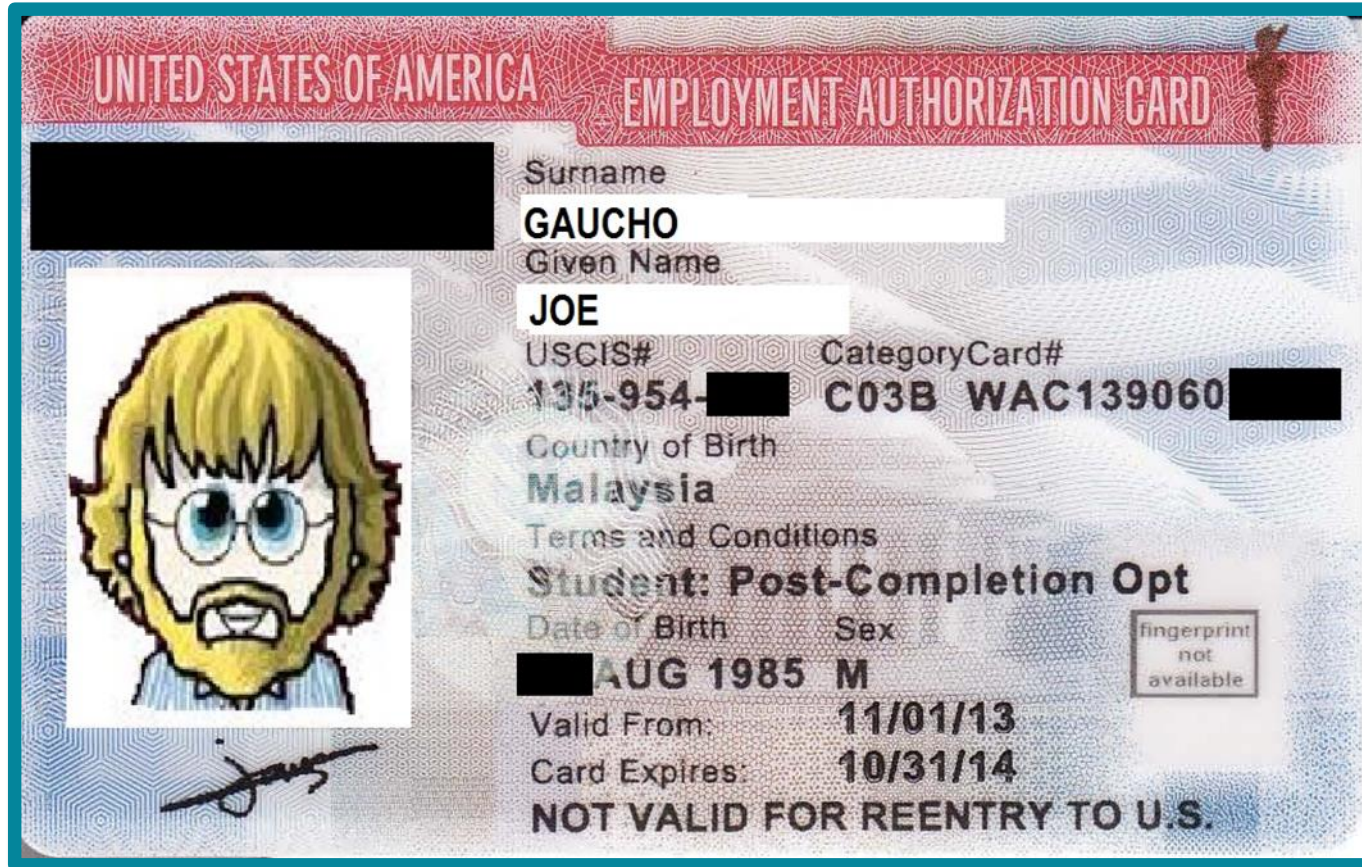 UNITED STATES OF AMERICA
EMPLOYMENT AUTHORIZATION CARD
Surname
GAUCHO
Given Name
JOE
USCIS# CategoryCard#
135-954- C03B WAC139060
Country of Birth
Malaysia
Terms and Conditions
Student: Post-Completion Opt
Date of Birth Sex
AUG 1985 M
fingerprint
not
available
Valid From: 11/01/13
Card Expires: 10/31/14
NOT VALID FOR REENTRY TO U.S.